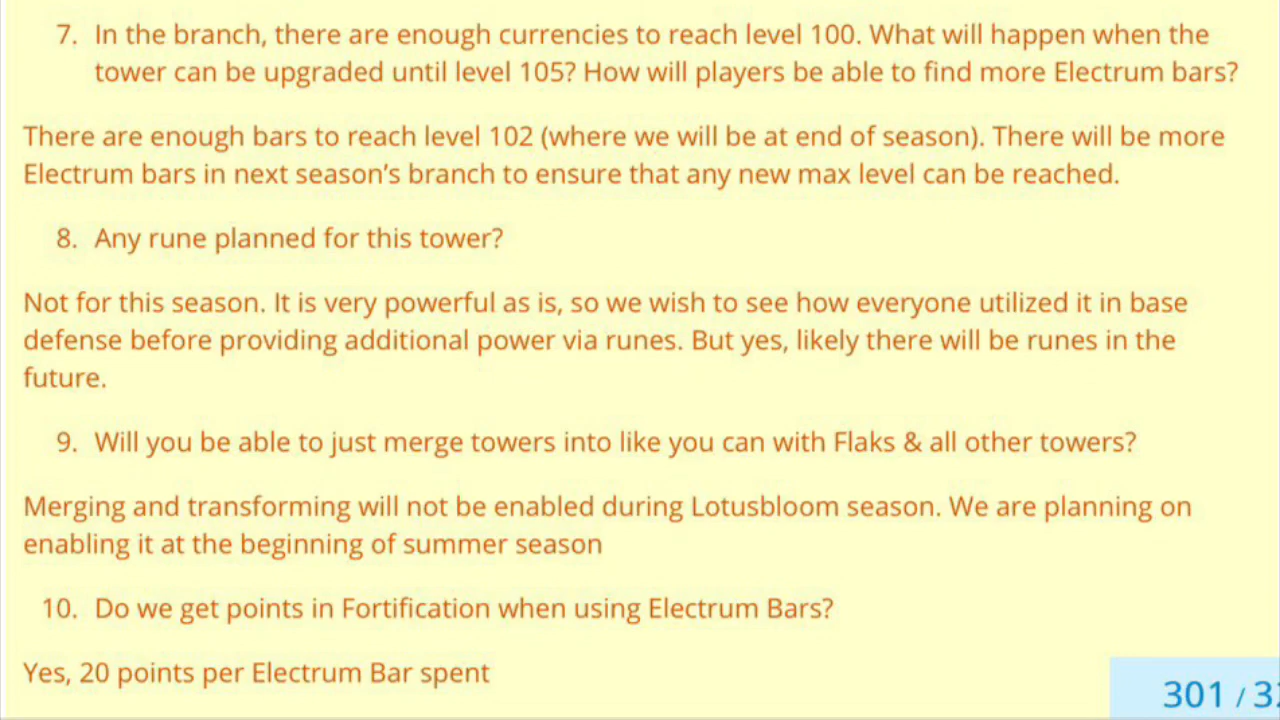 7. In the branch, there are enough currencies to reach level 100. What will happen when the
tower can be upgraded until level 105? How will players be able to find more Electrum bars?
There are enough bars to reach level 102 (where we will be at end of season). There will be more
Electrum bars in next season's branch to ensure that any new max level can be reached.
8. Any rune planned for this tower?
Not for this season. It is very powerful as is, so we wish to see how everyone utilized it in base
defense before providing additional power via runes. But yes, likely there will be runes in the
future.
9. Will you be able to just merge towers into like you can with Flaks & all other towers?
Merging and transforming will not be enabled during Lotusbloom season. We are planning on
enabling it at the beginning of summer season
10. Do we get points in Fortification when using Electrum Bars?
Yes, 20 points per Electrum Bar spent
301 /